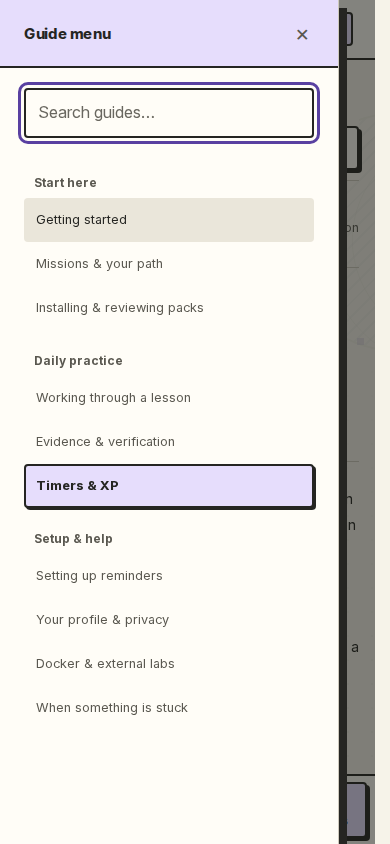 Guide menu
×
Search guides...
Start here
Getting started
Missions & your path
Installing & reviewing packs
Daily practice
Working through a lesson
Evidence & verification
Timers & XP
Setup & help
Setting up reminders
Your profile & privacy
Docker & external labs
When something is stuck
on
a